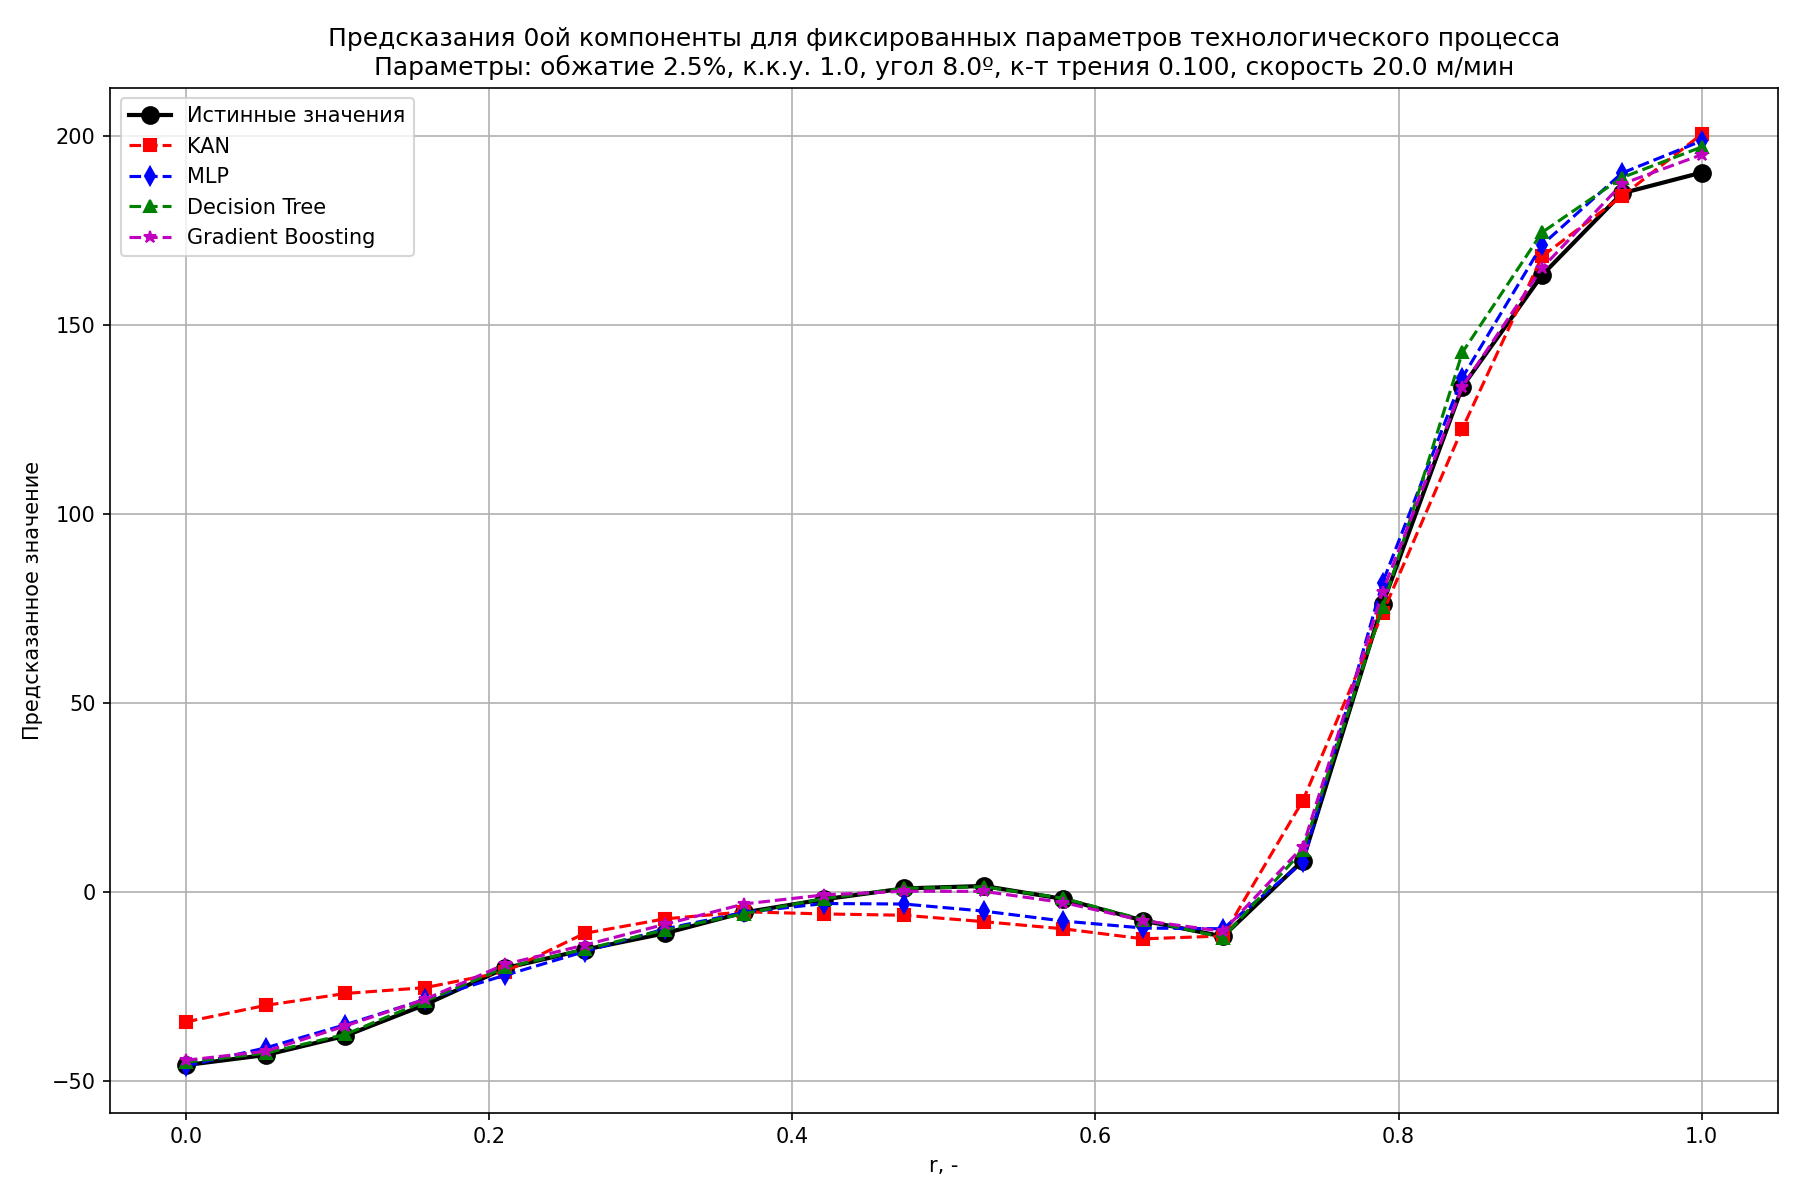 Предсказания 0ой компоненты для фиксированных параметров технологического процесса
Параметры: обжатие 2.5%, к.к.у. 1.0, угол 8.0º, к-т трения 0.100, скорость 20.0 м/мин
Истинные значения
KAN
MLP
Decision Tree
Gradient Boosting
Предсказанное значение
200
150
100
50
0
−50
0.0
0.2
0.4
0.6
0.8
1.0
r, -